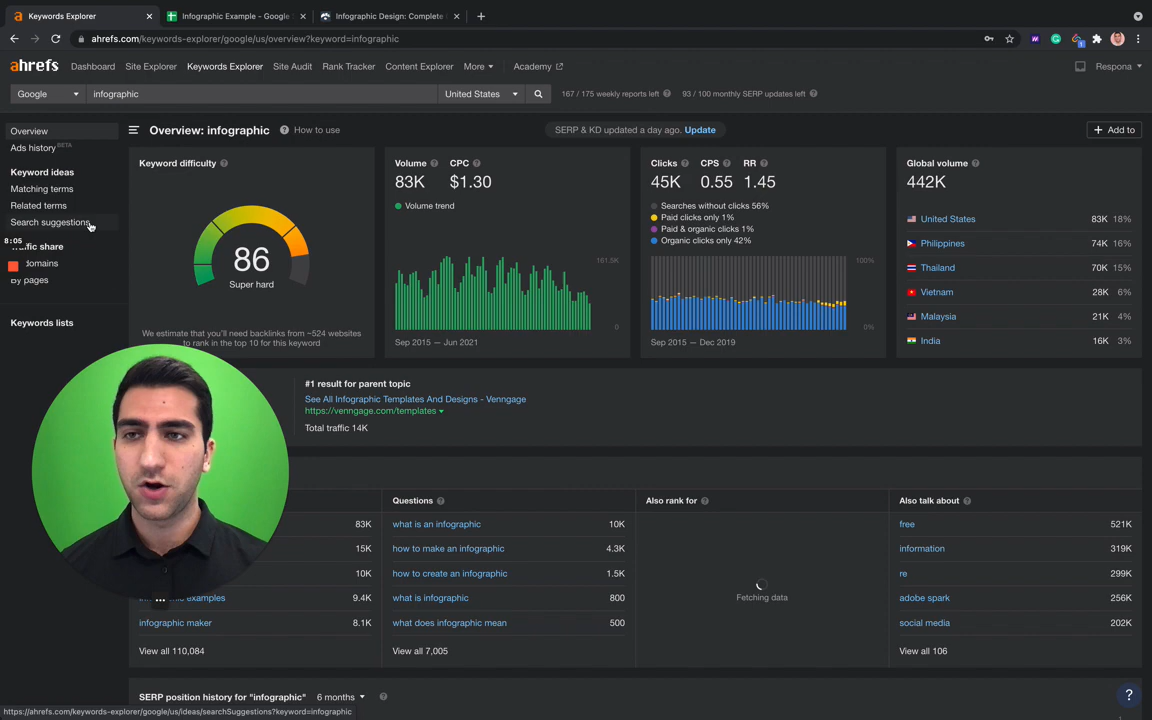 Keywords Explorer
Infographic Example - Google
Infographic Design: Complete
ahrefs.com/keywords-explorer/google/us/overview?keyword=infographic
ahrefs
Dashboard
Site Explorer
Keywords Explorer
Site Audit
Rank Tracker
Content Explorer
More
Academy
Respona
Google
infographic
United States
167 / 175 weekly reports left
93 / 100 monthly SERP updates left
Overview
Ads history BETA
Keyword ideas
Matching terms
Related terms
Search suggestions
8:05
Traffic share
domains
By pages
Keywords lists
Overview: infographic
How to use
SERP & KD updated a day ago. Update
+ Add to
Keyword difficulty
86
Super hard
We estimate that you'll need backlinks from ~524 websites
to rank in the top 10 for this keyword
Volume
CPC
83K
$1.30
Volume trend
161.5K
0
Sep 2015 — Jun 2021
Clicks
CPS
RR
45K
0.55
1.45
Searches without clicks 56%
Paid clicks only 1%
Paid & organic clicks 1%
Organic clicks only 42%
100%
0%
Sep 2015 — Dec 2019
Global volume
442K
United States 83K 18%
Philippines 74K 16%
Thailand 70K 15%
Vietnam 28K 6%
Malaysia 21K 4%
India 16K 3%
#1 result for parent topic
See All Infographic Templates And Designs - Venngage
https://venngage.com/templates
Total traffic 14K
83K
15K
10K
examples 9.4K
infographic maker 8.1K
View all 110,084
Questions
what is an infographic 10K
how to make an infographic 4.3K
how to create an infographic 1.5K
what is infographic 800
what does infographic mean 500
View all 7,005
Also rank for
Fetching data
Also talk about
free 521K
information 319K
re 299K
adobe spark 256K
social media 202K
View all 106
SERP position history for "infographic"
6 months
?
https://ahrefs.com/keywords-explorer/google/us/ideas/searchSuggestions?keyword=infographic